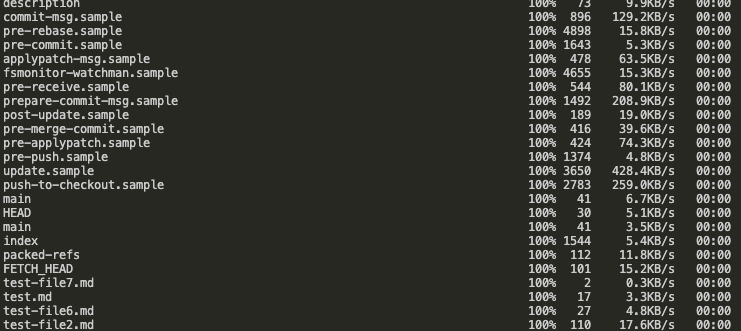 description 100% 73 9.9KB/s 00:00
commit-msg.sample 100% 896 129.2KB/s 00:00
pre-rebase.sample 100% 4898 15.8KB/s 00:00
pre-commit.sample 100% 1643 5.3KB/s 00:00
applypatch-msg.sample 100% 478 63.5KB/s 00:00
fsmonitor-watchman.sample 100% 4655 15.3KB/s 00:00
pre-receive.sample 100% 544 80.1KB/s 00:00
prepare-commit-msg.sample 100% 1492 208.9KB/s 00:00
post-update.sample 100% 189 19.0KB/s 00:00
pre-merge-commit.sample 100% 416 39.6KB/s 00:00
pre-applypatch.sample 100% 424 74.3KB/s 00:00
pre-push.sample 100% 1374 4.8KB/s 00:00
update.sample 100% 3650 428.4KB/s 00:00
push-to-checkout.sample 100% 2783 259.0KB/s 00:00
main 100% 41 6.7KB/s 00:00
HEAD 100% 30 5.1KB/s 00:00
main 100% 41 3.5KB/s 00:00
index 100% 1544 5.4KB/s 00:00
packed-refs 100% 112 11.8KB/s 00:00
FETCH_HEAD 100% 101 15.2KB/s 00:00
test-file7.md 100% 2 0.3KB/s 00:00
test.md 100% 17 3.3KB/s 00:00
test-file6.md 100% 27 4.8KB/s 00:00
test-file2.md 100% 110 17.6KB/s 00:00